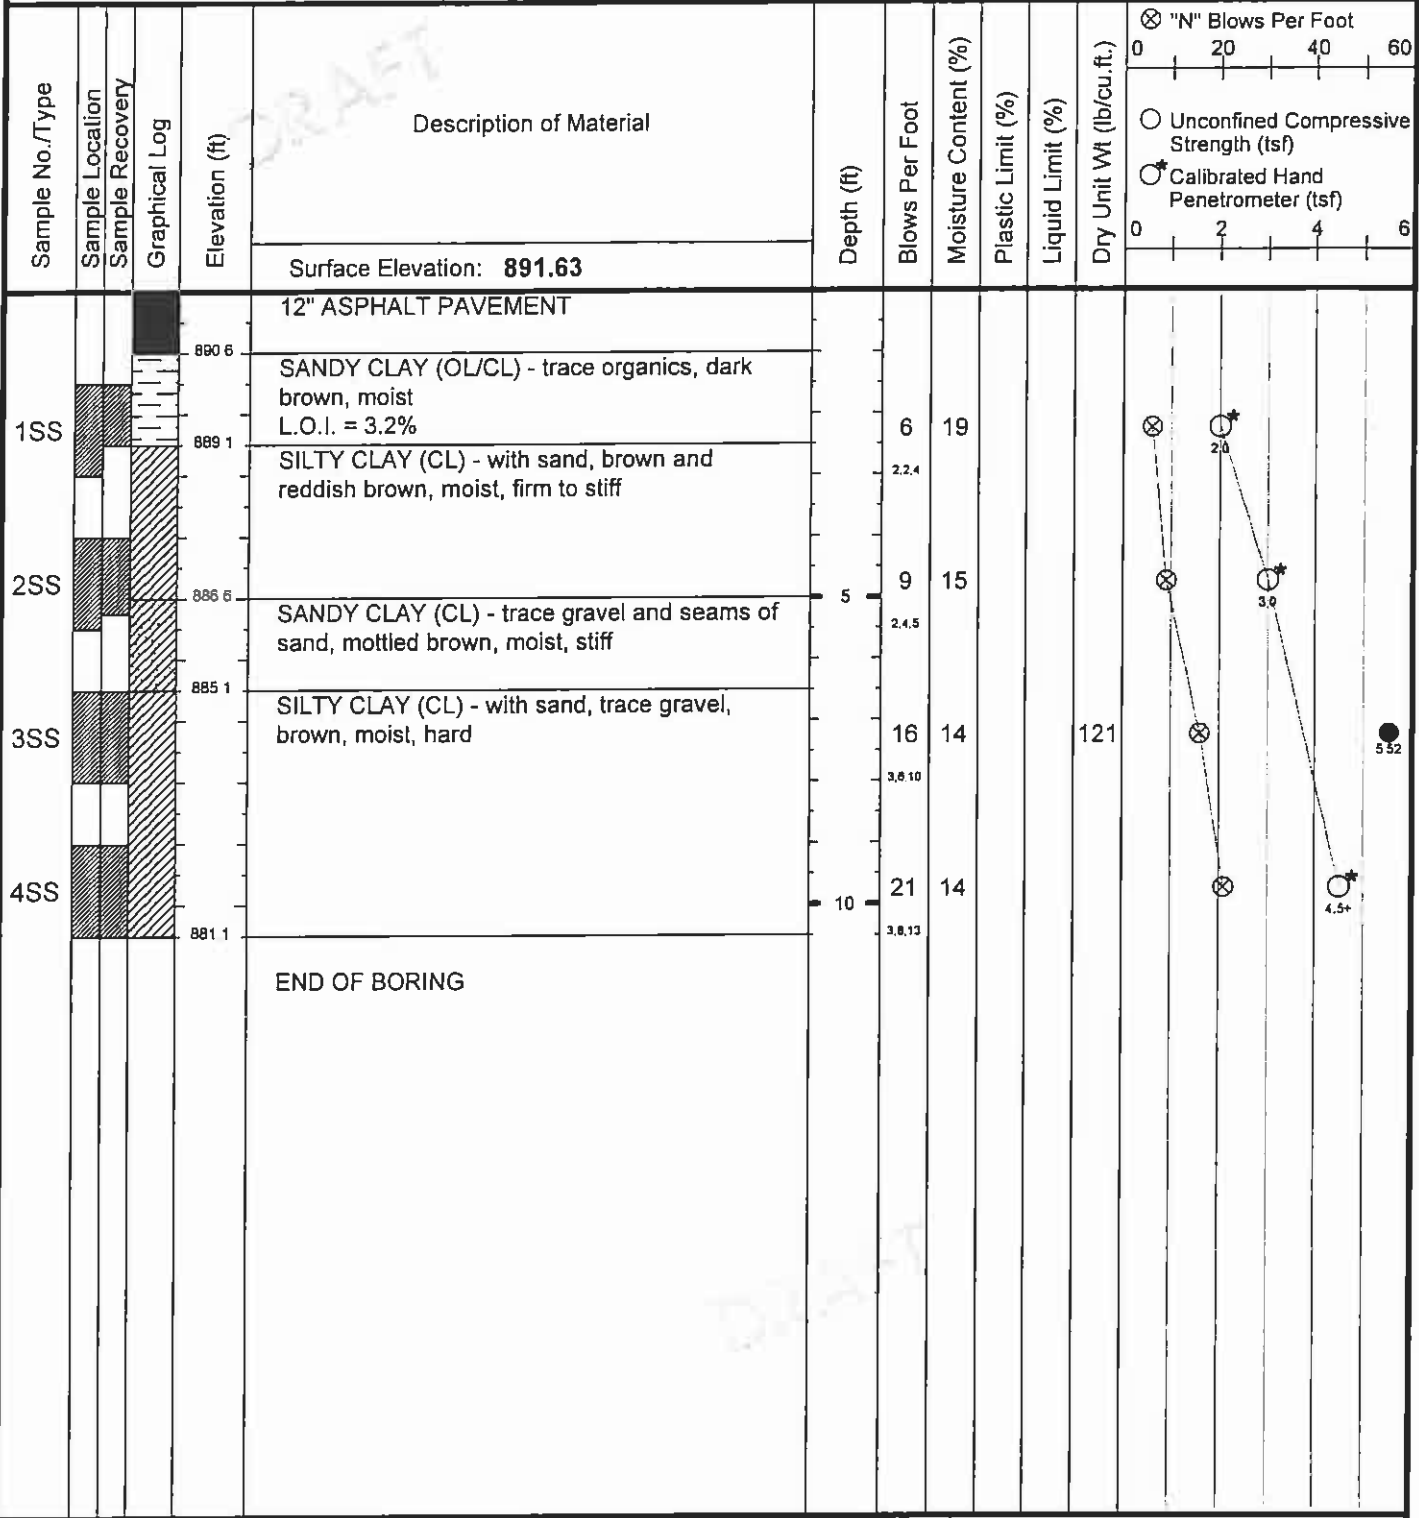 ⊗ "N" Blows Per Foot
0 20 40 60
○ Unconfined Compressive
Strength (tsf)
○* Calibrated Hand
Penetrometer (tsf)
0 2 4 6
Sample No./Type
Sample Location
Sample Recovery
Graphical Log
Elevation (ft)
Description of Material
Surface Elevation: 891.63
Depth (ft)
Blows Per Foot
Moisture Content (%)
Plastic Limit (%)
Liquid Limit (%)
Dry Unit Wt (lb/cu.ft.)
DRAFT
12" ASPHALT PAVEMENT
890 6
SANDY CLAY (OL/CL) - trace organics, dark
brown, moist
L.O.I. = 3.2%
1SS
6 19
*
2.0
889 1
2,2,4
SILTY CLAY (CL) - with sand, brown and
reddish brown, moist, firm to stiff
2SS
9 15
*
3.0
886 6
5
2,4,5
SANDY CLAY (CL) - trace gravel and seams of
sand, mottled brown, moist, stiff
885 1
SILTY CLAY (CL) - with sand, trace gravel,
brown, moist, hard
3SS
16 14 121
5 52
3,6,10
4SS
21 14
*
4.5+
10
881 1
3,8,13
END OF BORING
DRAFT